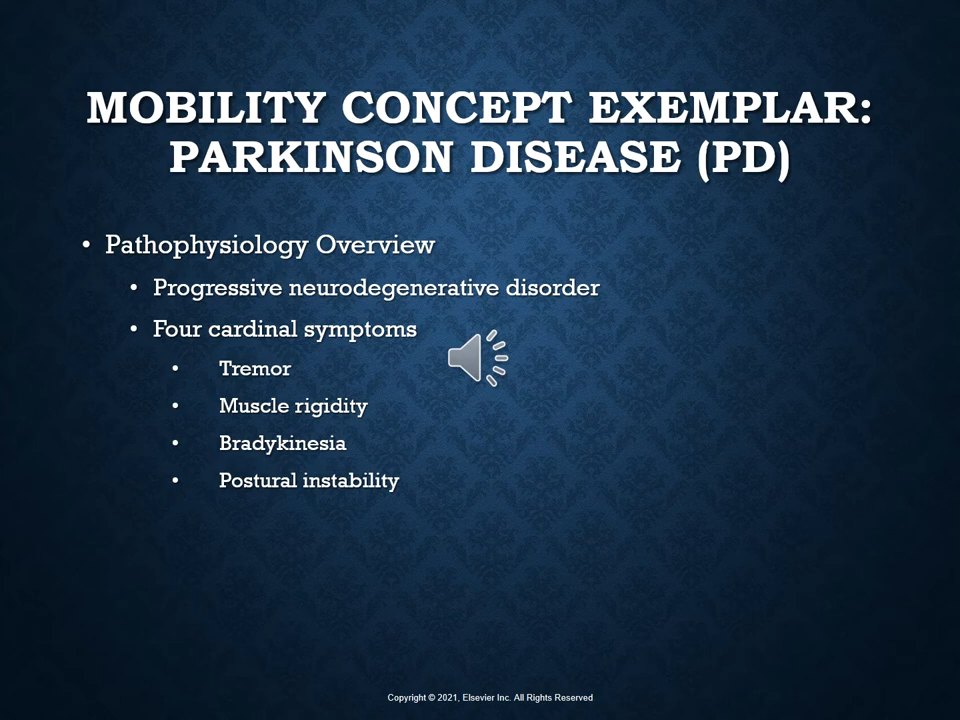 MOBILITY CONCEPT EXEMPLAR:
PARKINSON DISEASE (PD)
• Pathophysiology Overview
• Progressive neurodegenerative disorder
• Four cardinal symptoms
• Tremor
• Muscle rigidity
• Bradykinesia
• Postural instability
Copyright © 2021, Elsevier Inc. All Rights Reserved